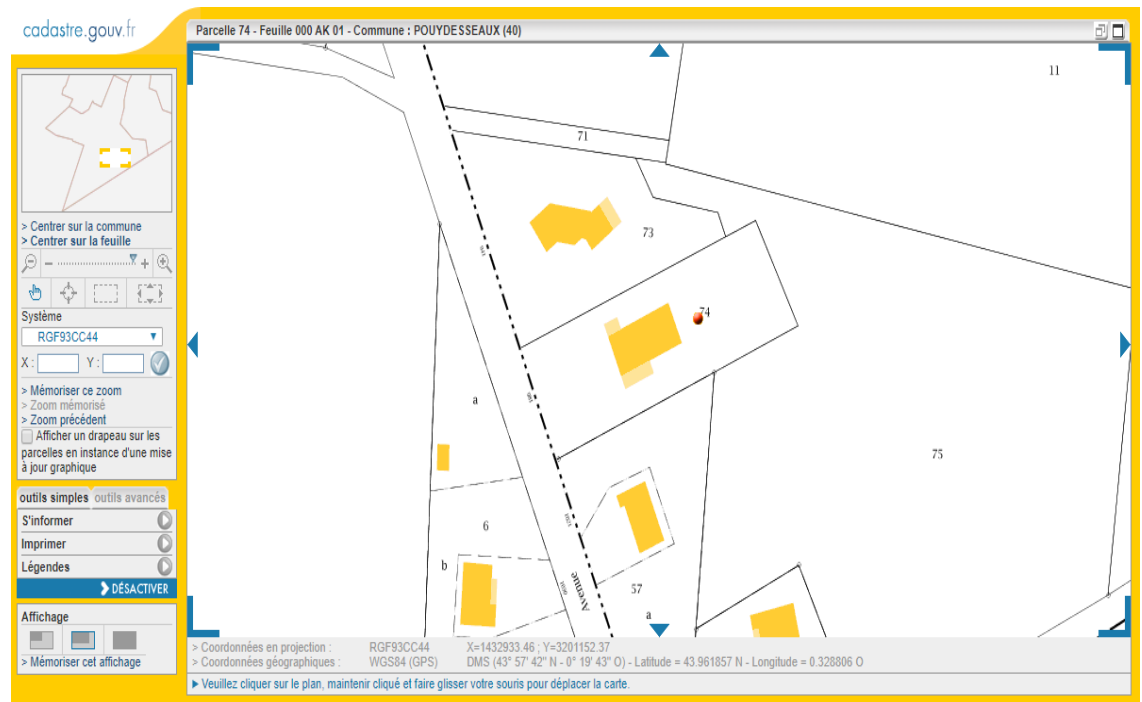 cadastre.gouv.fr
Parcelle 74 - Feuille 000 AK 01 - Commune : POUYDESSEAUX (40)
> Centrer sur la commune
> Centrer sur la feuille
- +
Système
RGF93CC44
X : Y :
> Mémoriser ce zoom
> Zoom mémorisé
> Zoom précédent
Afficher un drapeau sur les
parcelles en instance d'une mise
à jour graphique
outils simples outils avancés
S'informer
Imprimer
Légendes
DÉSACTIVER
Affichage
> Mémoriser cet affichage
11
71
73
74
a
75
6
b
57
a
Avenue
> Coordonnées en projection : RGF93CC44 X=1432933.46 ; Y=3201152.37
> Coordonnées géographiques : WGS84 (GPS) DMS (43° 57' 42" N - 0° 19' 43" O) - Latitude = 43.961857 N - Longitude = 0.328806 O
Veuillez cliquer sur le plan, maintenir cliqué et faire glisser votre souris pour déplacer la carte.